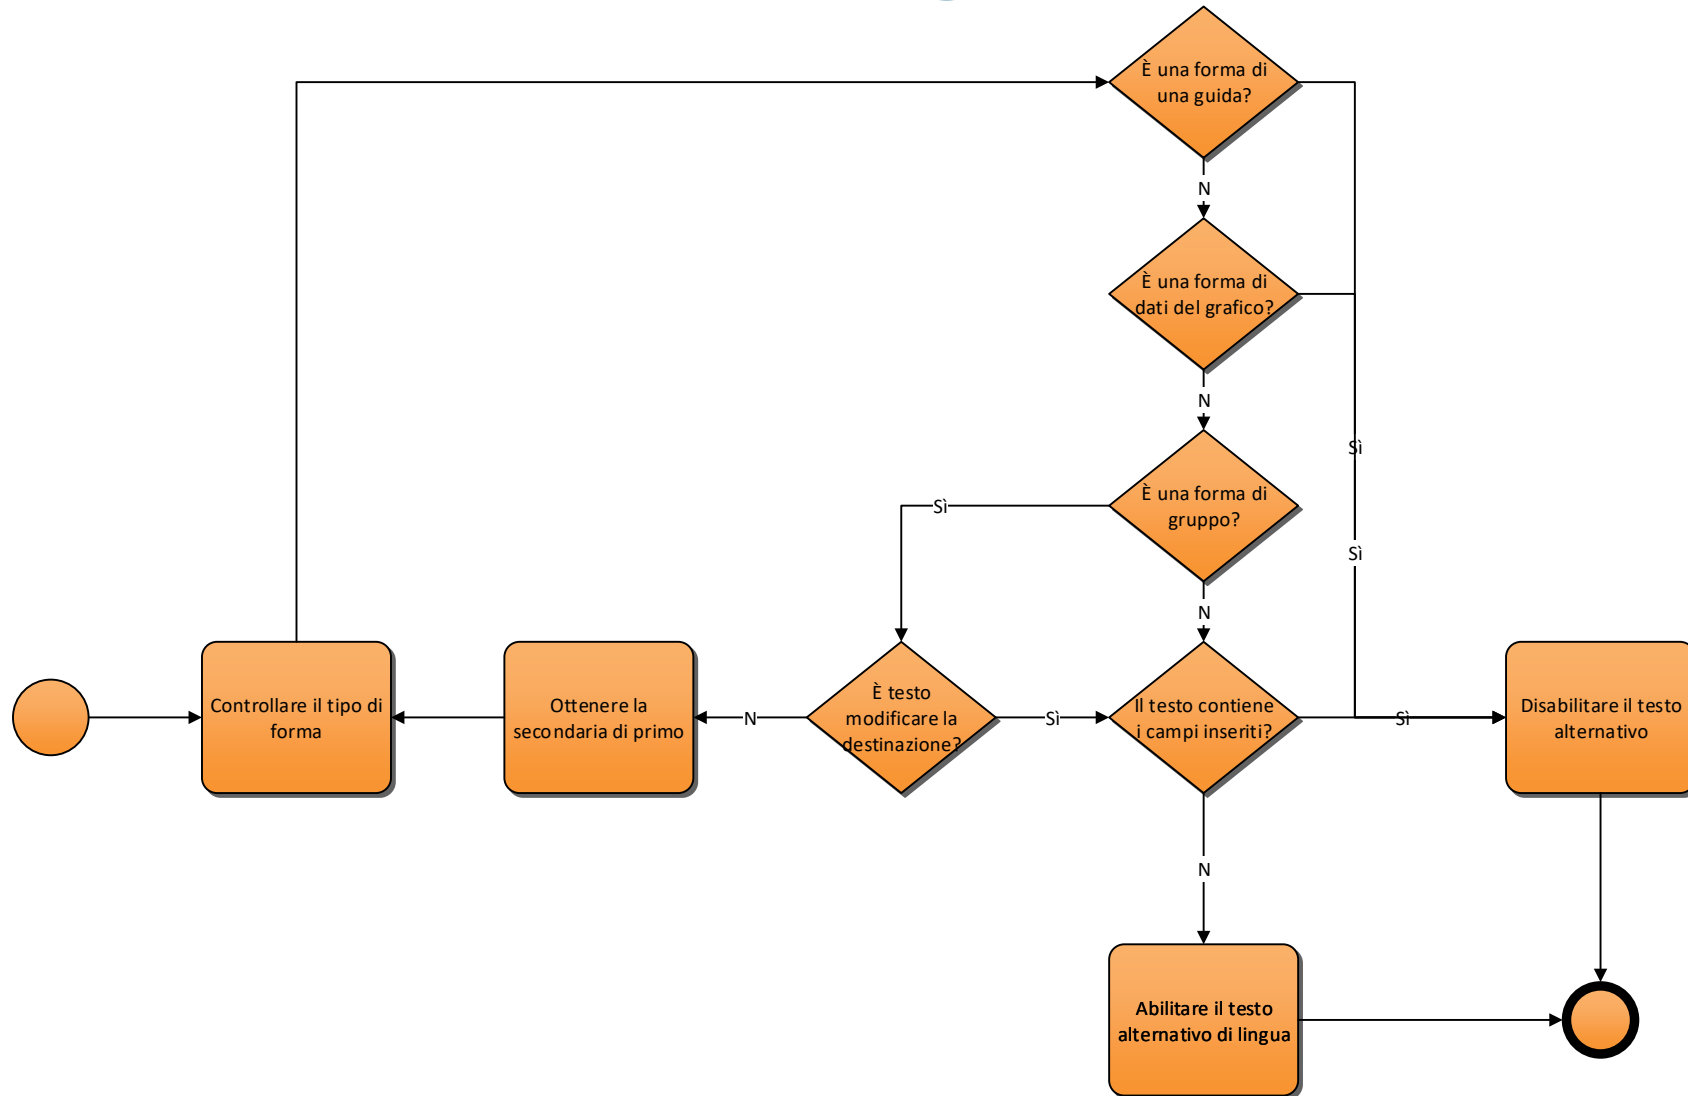 È una forma di
una guida?
N
È una forma di
dati del grafico?
N
Sì
È una forma di
gruppo?
Sì
Sì
N
Controllare il tipo di
forma
Ottenere la
secondaria di primo
N
È testo
modificare la
destinazione?
Sì
Il testo contiene
i campi inseriti?
Sì
Disabilitare il testo
alternativo
N
Abilitare il testo
alternativo di lingua